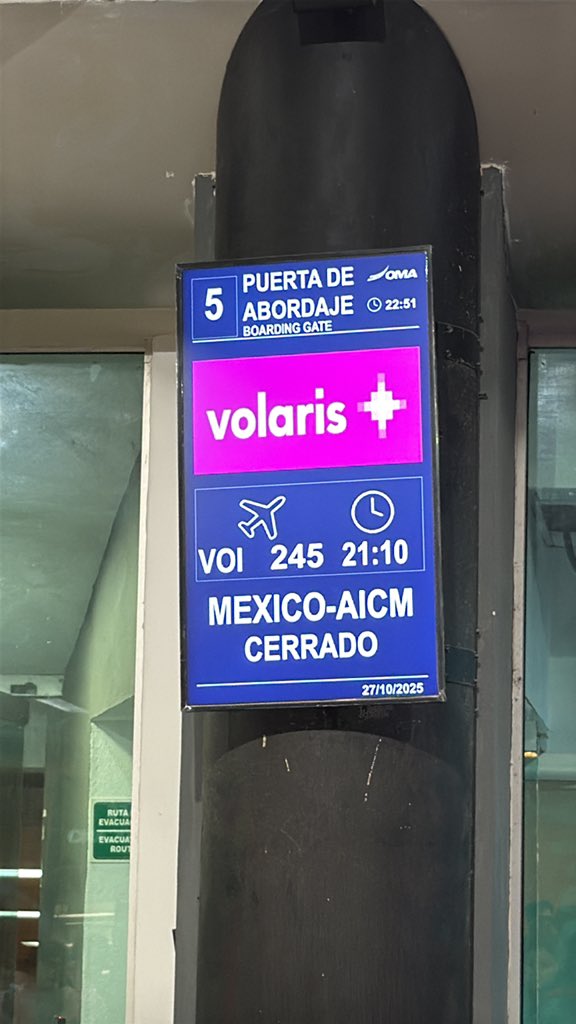 5
PUERTA DE
ABORDAJE
BOARDING GATE
OMA
22:51
volaris
VOI 245 21:10
MEXICO-AICM
CERRADO
27/10/2025
RUTA
EVACUA
EVACUAT
ROUT